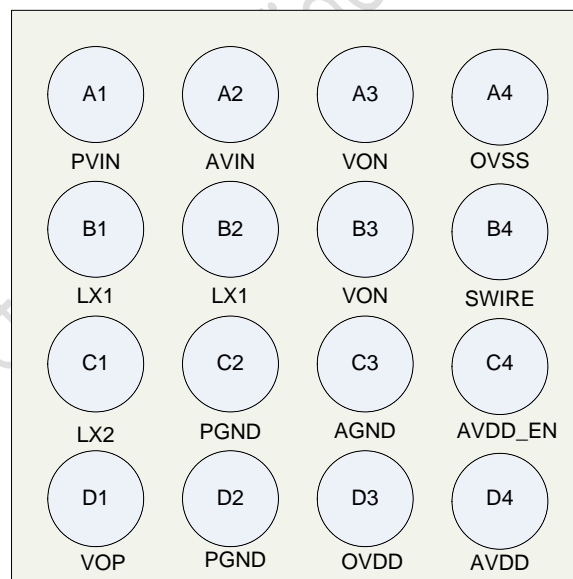 A1 A2 A3 A4
PVIN AVIN VON OVSS
B1 B2 B3 B4
LX1 LX1 VON SWIRE
C1 C2 C3 C4
LX2 PGND AGND AVDD_EN
D1 D2 D3 D4
VOP PGND OVDD AVDD